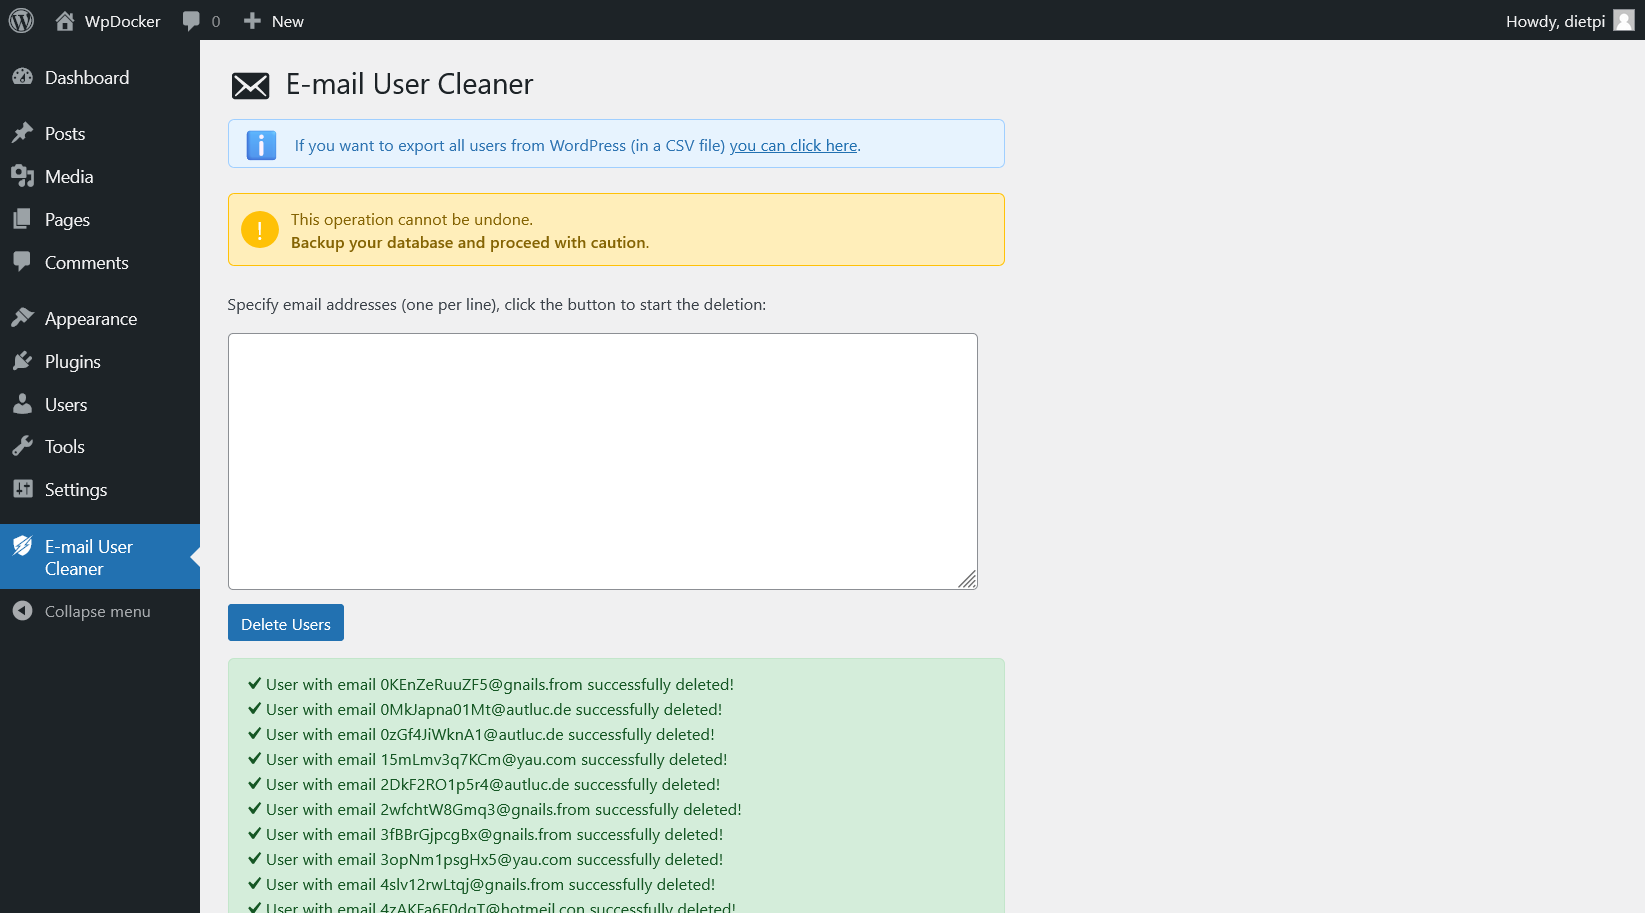 WpDocker
0
New
Howdy, dietpi
Dashboard
Posts
Media
Pages
Comments
Appearance
Plugins
Users
Tools
Settings
E-mail User
Cleaner
Collapse menu
E-mail User Cleaner
If you want to export all users from WordPress (in a CSV file) you can click here.
This operation cannot be undone.
Backup your database and proceed with caution.
Specify email addresses (one per line), click the button to start the deletion:
Delete Users
User with email 0KEnZeRuuZF5@gnails.from successfully deleted!
User with email 0MkJapna01Mt@autluc.de successfully deleted!
User with email 0zGf4JiWknA1@autluc.de successfully deleted!
User with email 15mLmv3q7KCm@yau.com successfully deleted!
User with email 2DkF2RO1p5r4@autluc.de successfully deleted!
User with email 2wfchtW8Gmq3@gnails.from successfully deleted!
User with email 3fBBrGjpcgBx@gnails.from successfully deleted!
User with email 3opNm1psgHx5@yau.com successfully deleted!
User with email 4slv12rwLtqj@gnails.from successfully deleted!
User with email successfully deleted!